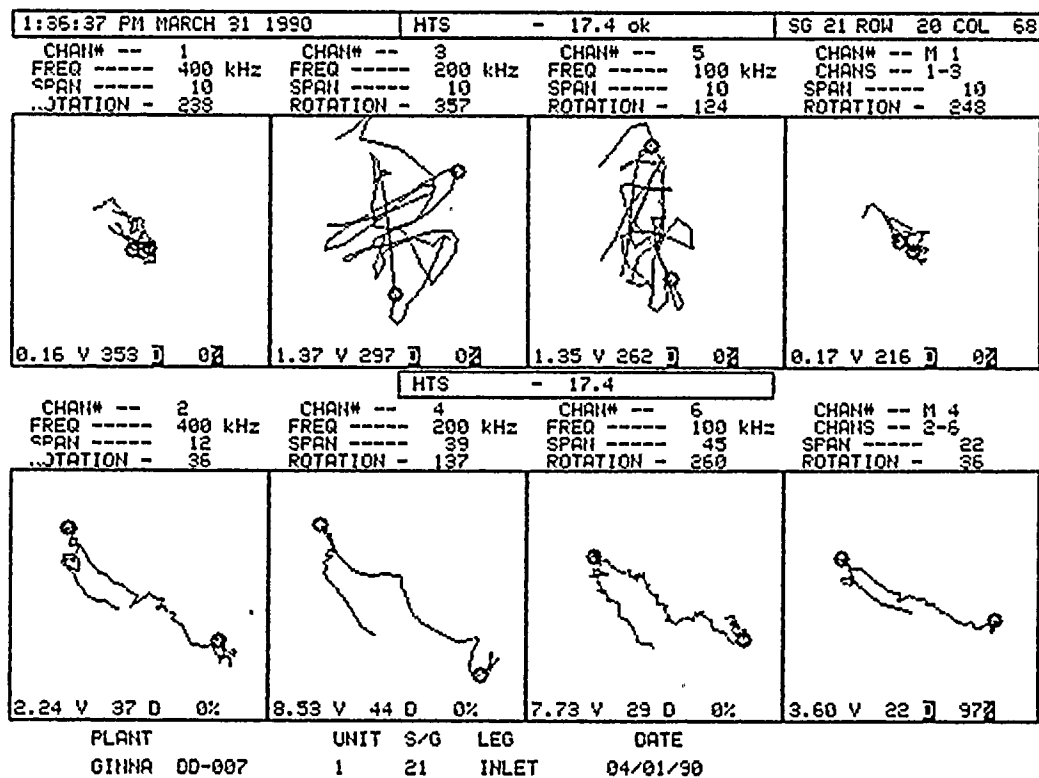 1:36:37 PM MARCH 31 1990 HTS - 17.4 ok SG 21 ROW 20 COL 68
CHAN# -- 1 CHAN# -- 3 CHAN# -- 5 CHAN# -- M 1
FREQ ----- 400 kHz FREQ ----- 200 kHz FREQ ----- 100 kHz CHANS -- 1-3
SPAN ----- 10 SPAN ----- 10 SPAN ----- 10 SPAN ----- 10
..OTATION - 238 ROTATION - 357 ROTATION - 124 ROTATION - 248
0.16 V 353 D 0% 1.37 V 297 D 0% 1.35 V 262 D 0% 0.17 V 216 D 0%
HTS - 17.4
CHAN# -- 2 CHAN# -- 4 CHAN# -- 6 CHAN# -- M 4
FREQ ----- 400 kHz FREQ ----- 200 kHz FREQ ----- 100 kHz CHANS -- 2-6
SPAN ----- 12 SPAN ----- 39 SPAN ----- 45 SPAN ----- 22
..OTATION - 36 ROTATION - 137 ROTATION - 260 ROTATION - 36
2.24 V 37 D 0% 8.53 V 44 D 0% 7.73 V 29 D 0% 3.60 V 22 D 97%
PLANT UNIT S/G LEG DATE
GINNA DD-007 1 21 INLET 04/01/90